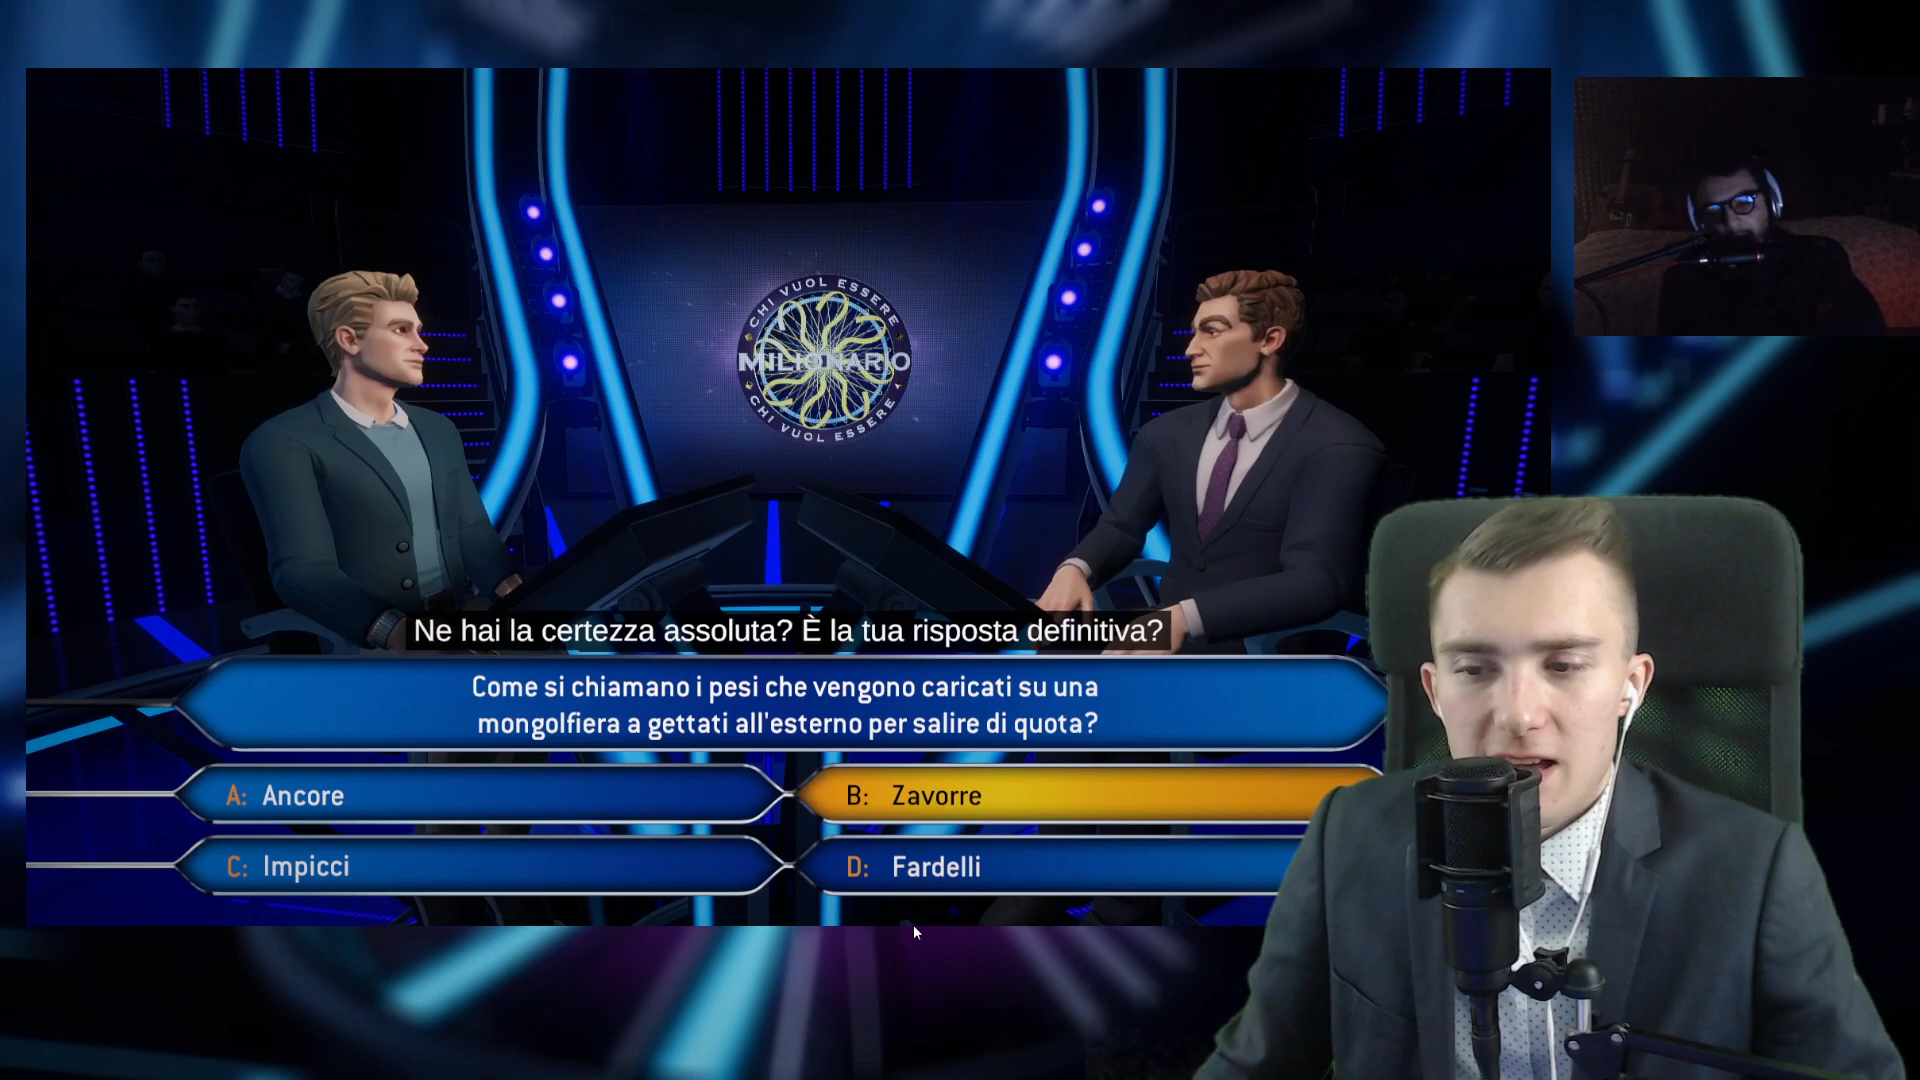 CHI VUOL ESSERE
MILIONARIO
CHI VUOL ESSERE
Ne hai la certezza assoluta? È la tua risposta definitiva?
Come si chiamano i pesi che vengono caricati su una
mongolfiera a gettati all'esterno per salire di quota?
A: Ancore
B: Zavorre
C: Impicci
D: Fardelli